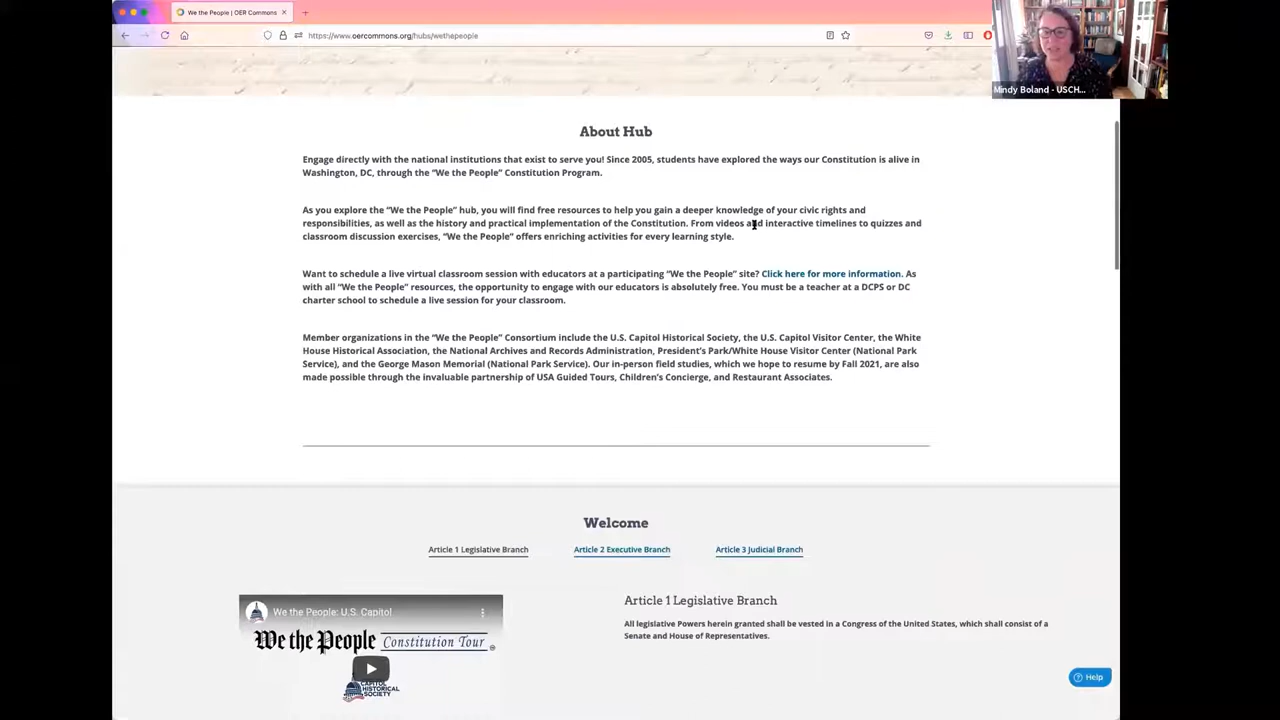 We the People | OER Commons
https://www.oercommons.org/hubs/wethepeople
Mindy Boland - USCH...
About Hub
Engage directly with the national institutions that exist to serve you! Since 2005, students have explored the ways our Constitution is alive in
Washington, DC, through the “We the People” Constitution Program.
As you explore the “We the People” hub, you will find free resources to help you gain a deeper knowledge of your civic rights and
responsibilities, as well as the history and practical implementation of the Constitution. From videos and interactive timelines to quizzes and
classroom discussion exercises, “We the People” offers enriching activities for every learning style.
Want to schedule a live virtual classroom session with educators at a participating “We the People” site? Click here for more information. As
with all “We the People” resources, the opportunity to engage with our educators is absolutely free. You must be a teacher at a DCPS or DC
charter school to schedule a live session for your classroom.
Member organizations in the “We the People” Consortium include the U.S. Capitol Historical Society, the U.S. Capitol Visitor Center, the White
House Historical Association, the National Archives and Records Administration, President’s Park/White House Visitor Center (National Park
Service), and the George Mason Memorial (National Park Service). Our in-person field studies, which we hope to resume by Fall 2021, are also
made possible through the invaluable partnership of USA Guided Tours, Children’s Concierge, and Restaurant Associates.
Welcome
Article 1 Legislative Branch
Article 2 Executive Branch
Article 3 Judicial Branch
We the People: U.S. Capitol
We the People Constitution Tour
CAPITOL
HISTORICAL
SOCIETY
Article 1 Legislative Branch
All legislative Powers herein granted shall be vested in a Congress of the United States, which shall consist of a
Senate and House of Representatives.
Help